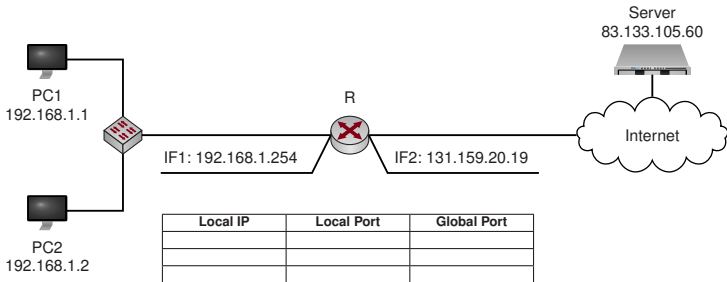 Server
83.133.105.60
PC1
192.168.1.1
R
Internet
IF1: 192.168.1.254
IF2: 131.159.20.19
PC2
192.168.1.2
Local IP Local Port Global Port